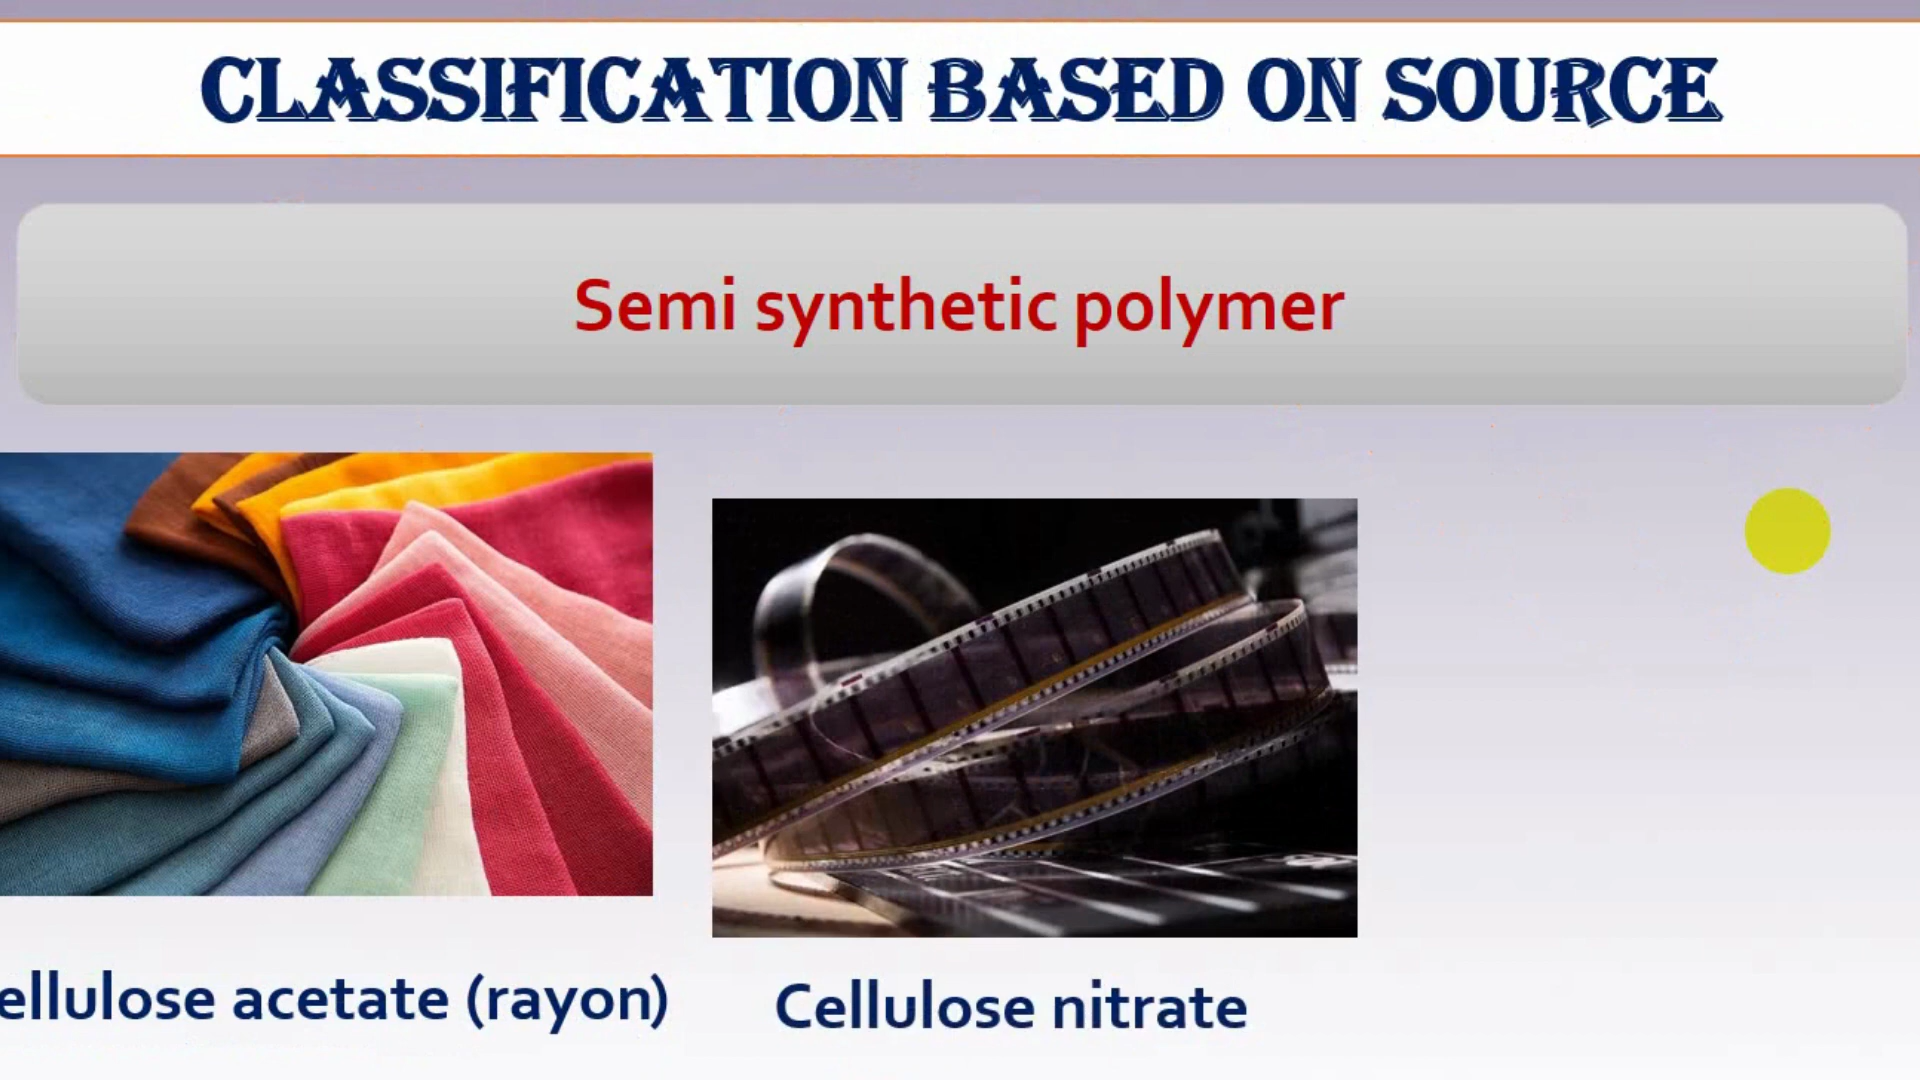 CLASSIFICATION BASED ON SOURCE
Semi synthetic polymer
ellulose acetate (rayon)
Cellulose nitrate